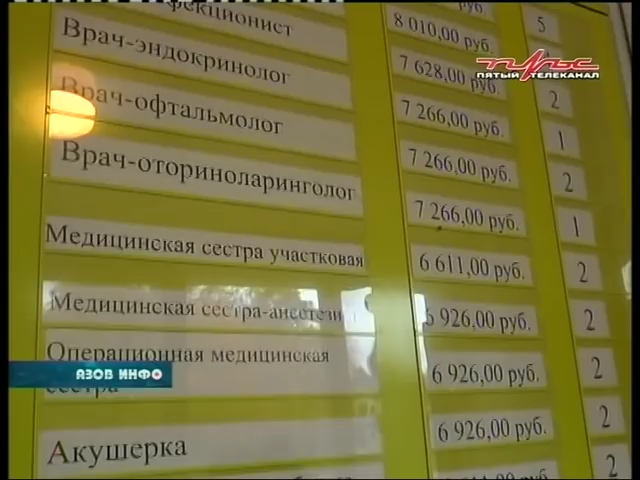 руб.
8 010,00 руб. 5
фекционист 7 628,00 руб. 2
Врач-эндокринолог 7 266,00 руб. 1
Врач-офтальмолог 7 266,00 руб. 2
Врач-оториноларинголог 7 266,00 руб. 1
Медицинская сестра участковая 6 611,00 руб. 2
Медицинская сестра-анестези 6 926,00 руб. 2
Операционная медицинская 6 926,00 руб. 2
сестра
Акушерка 6 926,00 руб. 2
руб. 2
ПЛЮС
ПЯТЫЙ ТЕЛЕКАНАЛ
АЗОВ ИНФО